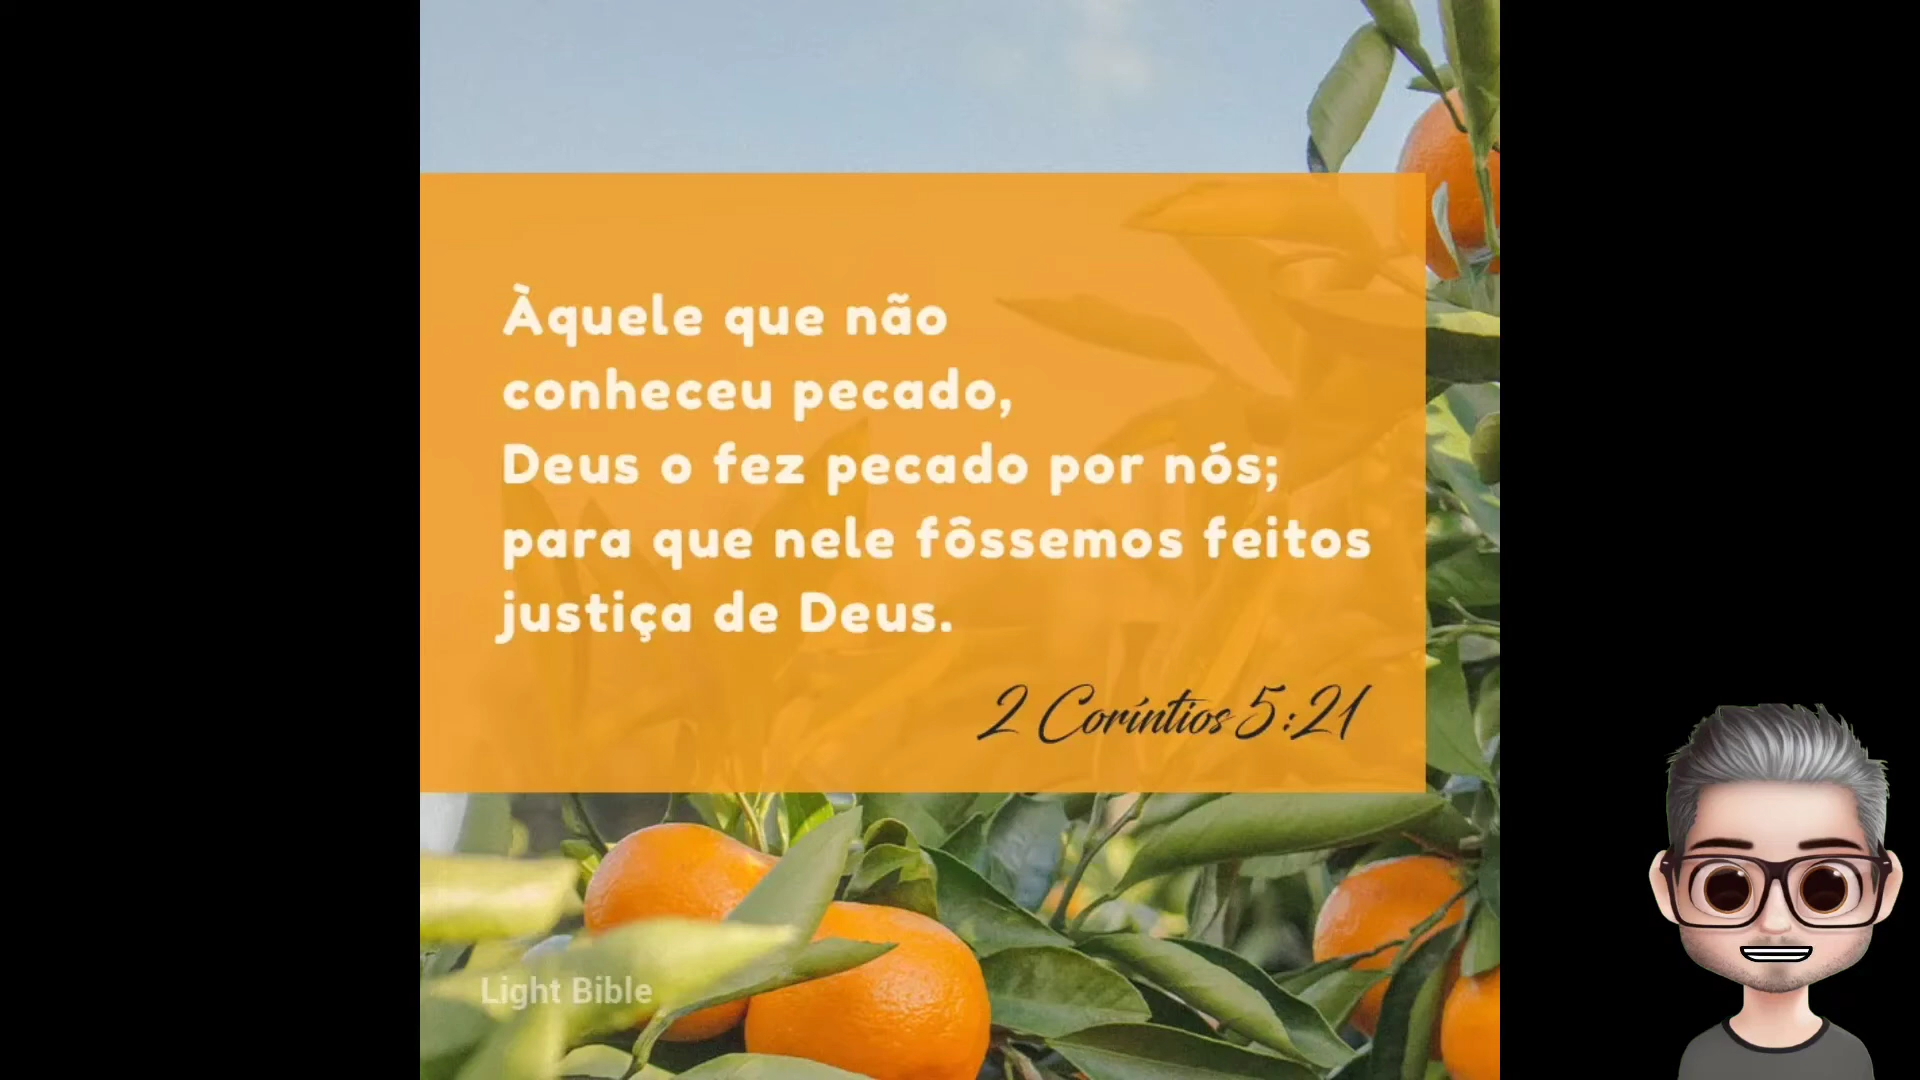 Àquele que não
conheceu pecado,
Deus o fez pecado por nós;
para que nele fôssemos feitos
justiça de Deus.
2 Coríntios 5:21
Light Bible